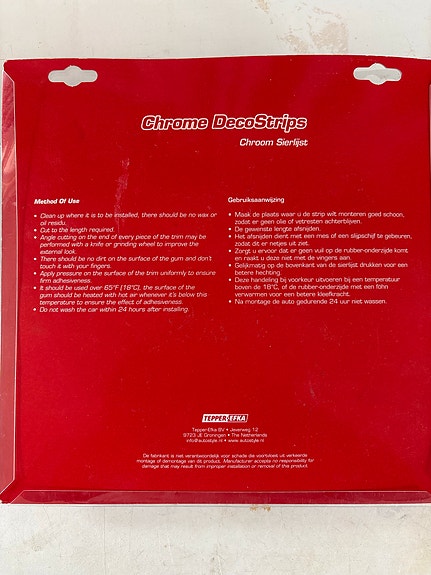 Chrome DecoStrips
Chroom Sierlijst
Method Of Use
• Clean up where it is to be installed, there should be no wax or
oil residu.
• Cut to the length required.
• Angle cutting on the end of every piece of the trim may be
performed with a knife or grinding wheel to improve the
external look.
• There should be no dirt on the surface of the gum and don't
touch it with your fingers.
• Apply pressure on the surface of the trim uniformly to ensure
firm adhesiveness.
• It should be used over 65°F (18°C), the surface of the
gum should be heated with hot air whenever it's below this
temperature to ensure the effect of adhesiveness.
• Do not wash the car within 24 hours after installing.
Gebruiksaanwijzing
• Maak de plaats waar u de strip wilt monteren goed schoon,
zodat er geen olie of vetresten achterblijven.
• De gewenste lengte afsnijden.
• Het afsnijden dient met een mes of een slijpschijf te gebeuren,
zodat dit er netjes uit ziet.
• Zorgt u ervoor dat er geen vuil op de rubber-onderzijde komt
en raakt u deze niet met de vingers aan.
• Gelijkmatig op de bovenkant van de sierlijst drukken voor een
betere hechting.
• Deze handeling bij voorkeur uitvoeren bij een temperatuur
boven de 18°C, of de rubber-onderzijde met een föhn
verwarmen voor een betere kleefkracht.
• Na montage de auto gedurende 24 uur niet wassen.
TEPPER-EFKA
Tepper-Efka BV • Jeverweg 12
9723 JE Groningen • The Netherlands
info@autostyle.nl • www.autostyle.nl
De fabrikant is niet verantwoordelijk voor schade die voortvloeit uit verkeerde
montage of demontage van dit product. Manufacturer accepts no responsibility for
damage that may result from improper installation or removal of this product.